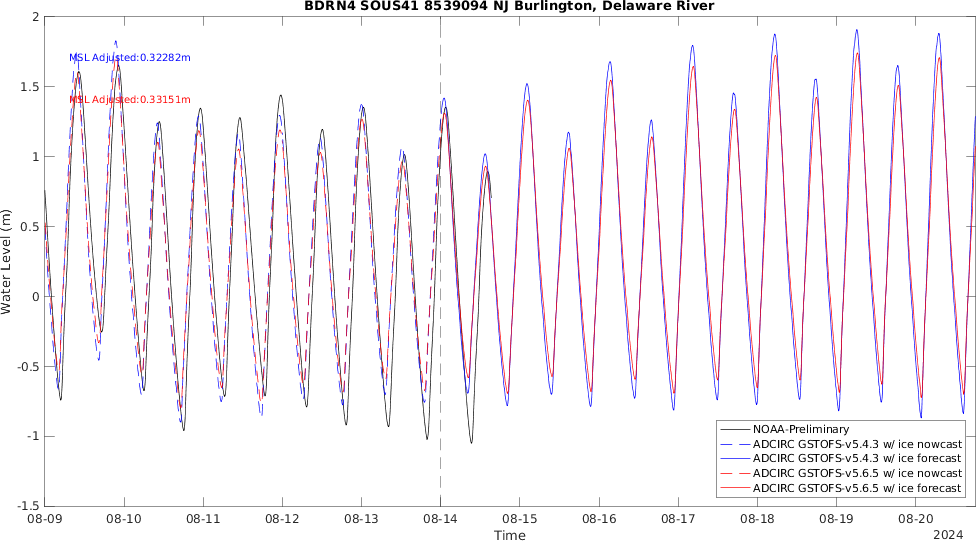 BDRN4 SOUS41 8539094 NJ Burlington, Delaware River
2
MSL Adjusted:0.32282m
1.5
MSL Adjusted:0.33151m
1
0.5
0
-0.5
-1
-1.5
Water Level (m)
NOAA-Preliminary
ADCIRC GSTOFS-v5.4.3 w/ ice nowcast
ADCIRC GSTOFS-v5.4.3 w/ ice forecast
ADCIRC GSTOFS-v5.6.5 w/ ice nowcast
ADCIRC GSTOFS-v5.6.5 w/ ice forecast
08-09 08-10 08-11 08-12 08-13 08-14 08-15 08-16 08-17 08-18 08-19 08-20
Time 2024